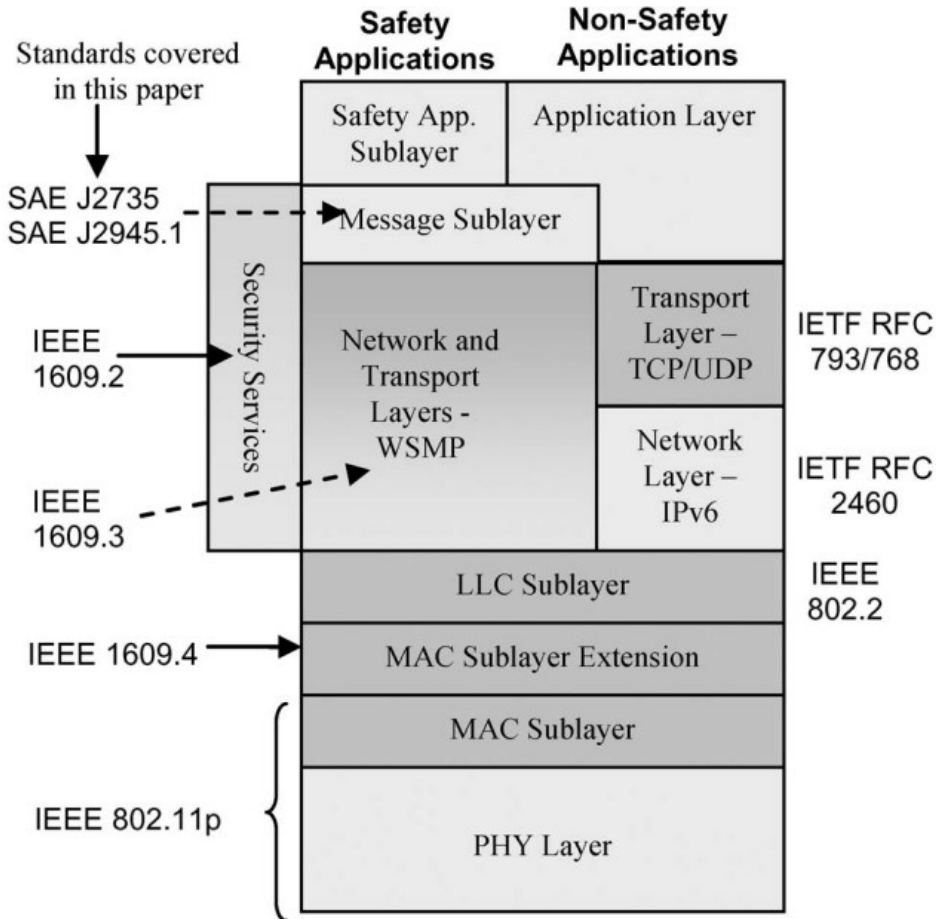 Safety
Applications
Non-Safety
Applications
Standards covered
in this paper
Safety App.
Sublayer
Application Layer
SAE J2735
SAE J2945.1
Message Sublayer
Security Services
IEEE
1609.2
Network and
Transport
Layers -
WSMP
Transport
Layer –
TCP/UDP
IETF RFC
793/768
IEEE
1609.3
Network
Layer –
IPv6
IETF RFC
2460
LLC Sublayer
IEEE
802.2
IEEE 1609.4
MAC Sublayer Extension
MAC Sublayer
IEEE 802.11p
PHY Layer